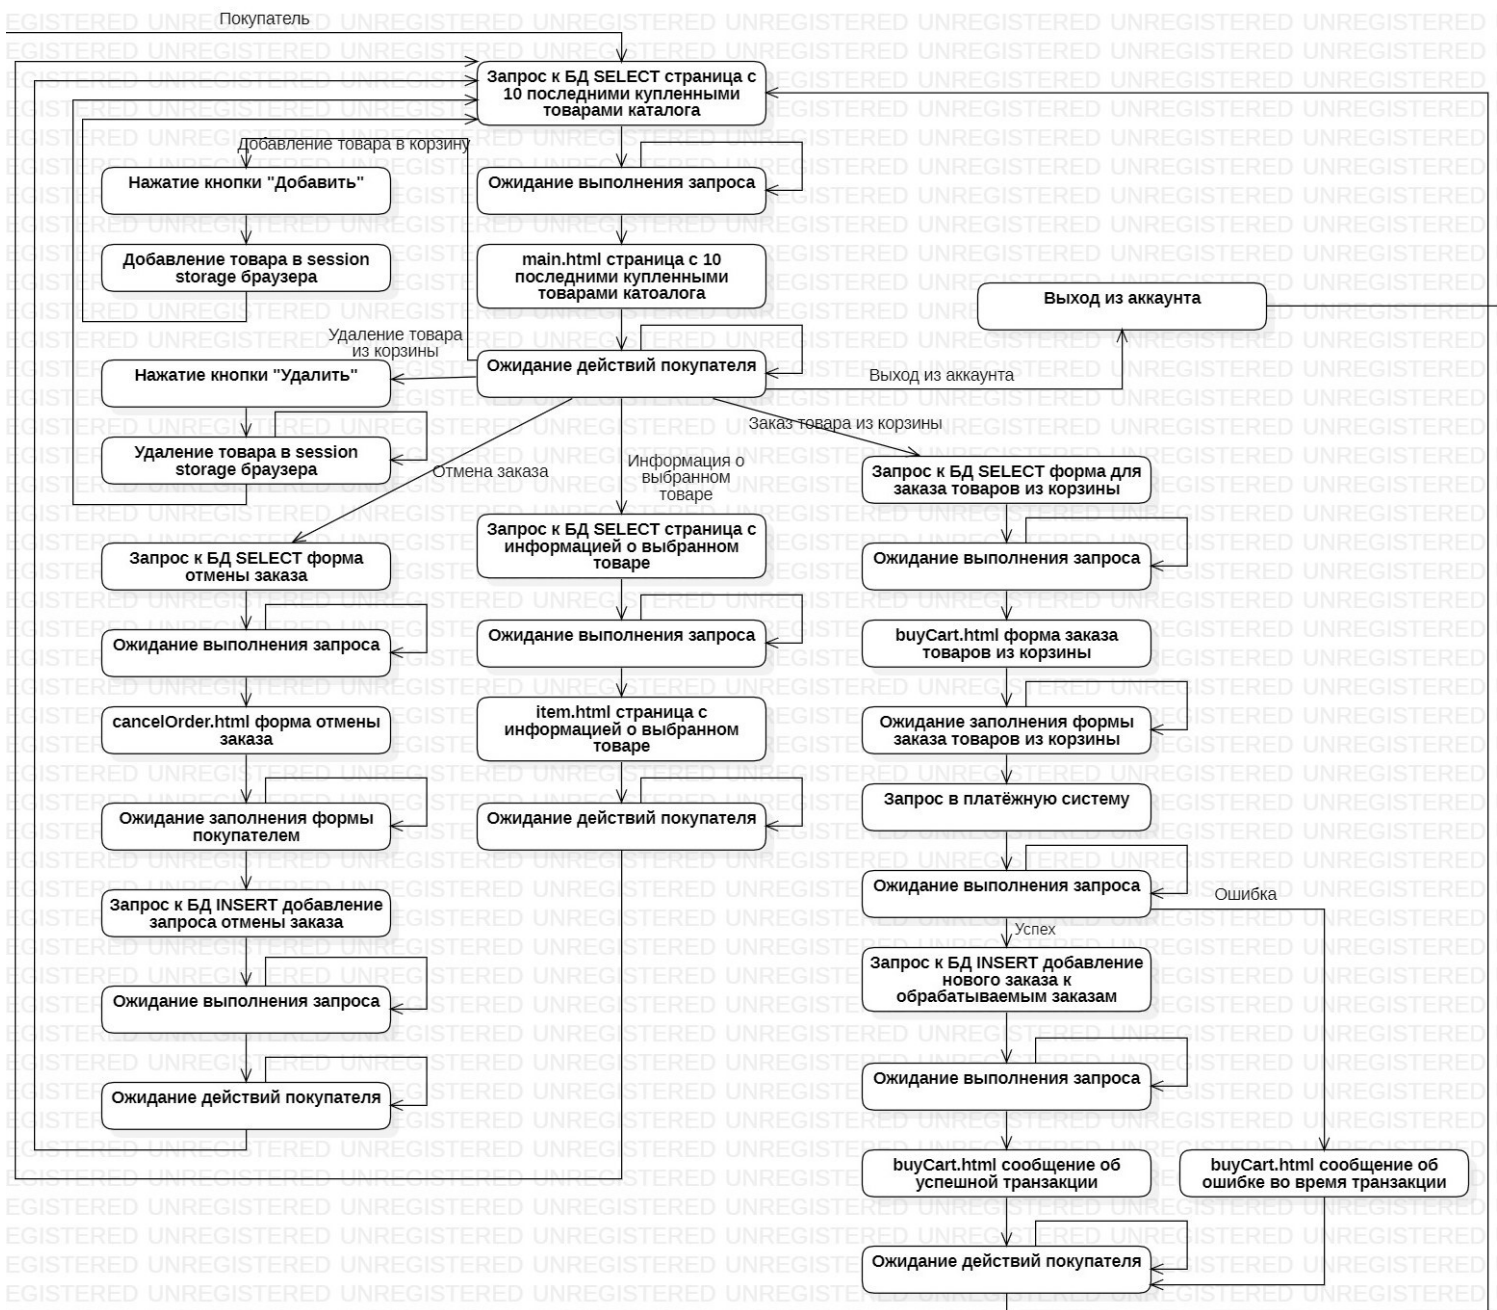 Покупатель
Запрос к БД SELECT страница с
10 последними купленными
товарами каталога
Добавление товара в корзину
Нажатие кнопки "Добавить"
Ожидание выполнения запроса
Добавление товара в session
storage браузера
main.html страница с 10
последними купленными
товарами катоалога
Выход из аккаунта
Удаление товара
из корзины
Нажатие кнопки "Удалить"
Ожидание действий покупателя
Выход из аккаунта
Заказ товара из корзины
Удаление товара в session
storage браузера
Отмена заказа
Информация о
выбранном
товаре
Запрос к БД SELECT форма для
заказа товаров из корзины
Запрос к БД SELECT форма
отмены заказа
Запрос к БД SELECT страница с
информацией о выбранном
товаре
Ожидание выполнения запроса
Ожидание выполнения запроса
Ожидание выполнения запроса
buyCart.html форма заказа
товаров из корзины
cancelOrder.html форма отмены
заказа
item.html страница с
информацией о выбранном
товаре
Ожидание заполнения формы
заказа товаров из корзины
Ожидание заполнения формы
покупателем
Ожидание действий покупателя
Запрос в платёжную систему
Запрос к БД INSERT добавление
запроса отмены заказа
Ожидание выполнения запроса
Ошибка
Успех
Ожидание выполнения запроса
Запрос к БД INSERT добавление
нового заказа к
обрабатываемым заказам
Ожидание действий покупателя
Ожидание выполнения запроса
buyCart.html сообщение об
успешной транзакции
buyCart.html сообщение об
ошибке во время транзакции
Ожидание действий покупателя